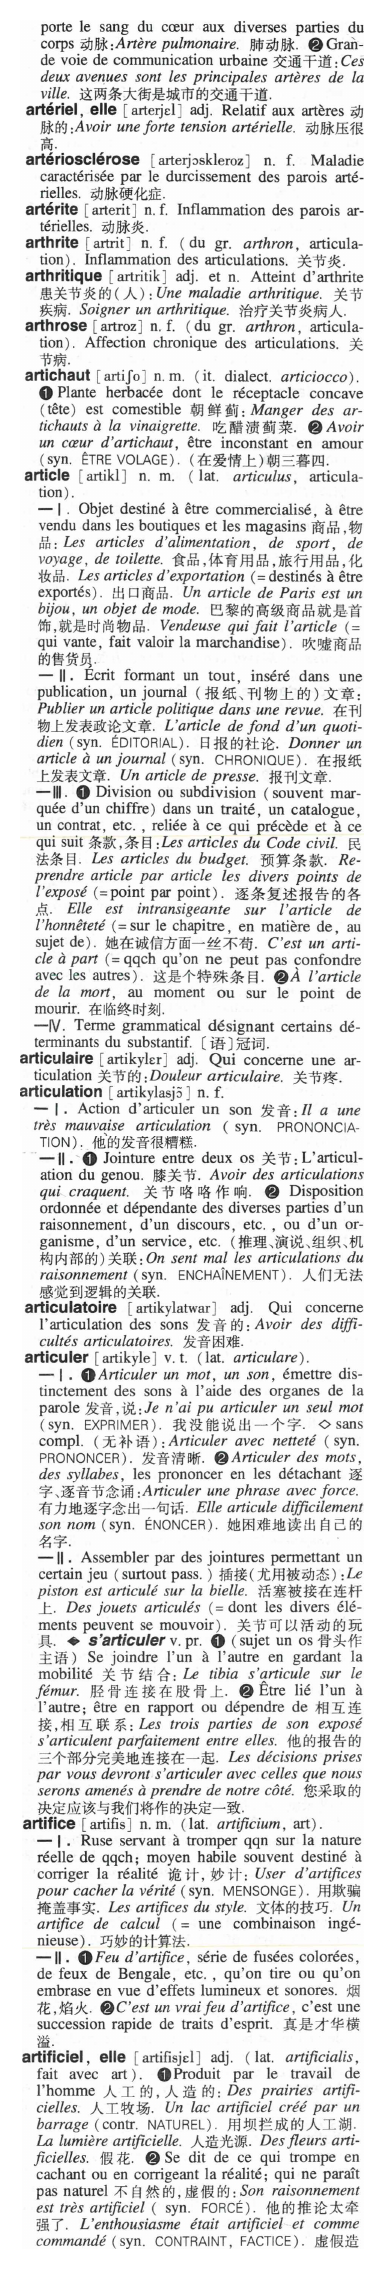 porte le sang du cœur aux diverses parties du
corps 动脉:Artère pulmonaire. 肺动脉. ❷ Gran-
de voie de communication urbaine 交通干道:Ces
deux avenues sont les principales artères de la
ville. 这两条大街是城市的交通干道.
artériel, elle [arterjɛl] adj. Relatif aux artères 动
脉的:Avoir une forte tension artérielle. 动脉压很
高.
artériosclérose [arterjɔskleroz] n. f. Maladie
caractérisée par le durcissement des parois arté-
rielles. 动脉硬化症.
artérite [arterit] n. f. Inflammation des parois ar-
térielles. 动脉炎.
arthrite [artrit] n. f. (du gr. arthron, articula-
tion). Inflammation des articulations. 关节炎.
arthritique [artritik] adj. et n. Atteint d'arthrite
患关节炎的(人): Une maladie arthritique. 关节
疾病. Soigner un arthritique. 治疗关节炎病人.
arthrose [artroz] n. f. (du gr. arthron, articula-
tion). Affection chronique des articulations. 关
节病.
artichaut [artiʃo] n. m. (it. dialect. articiocco).
❶ Plante herbacée dont le réceptacle concave
(tête) est comestible 朝鲜蓟: Manger des ar-
tichauts à la vinaigrette. 吃醋渍蓟菜. ❷ Avoir
un cœur d'artichaut, être inconstant en amour
(syn. ÊTRE VOLAGE). (在爱情上)朝三暮四.
article [artikl] n. m. (lat. articulus, articula-
tion).
—Ⅰ. Objet destiné à être commercialisé, à être
vendu dans les boutiques et les magasins 商品,物
品: Les articles d'alimentation, de sport, de
voyage, de toilette. 食品,体育用品,旅行用品,化
妆品. Les articles d'exportation (= destinés à être
exportés). 出口商品. Un article de Paris est un
bijou, un objet de mode. 巴黎的高级商品就是首
饰,就是时尚物品. Vendeuse qui fait l'article (=
qui vante, fait valoir la marchandise). 吹嘘商品
的售货员.
—Ⅱ. Écrit formant un tout, inséré dans une
publication, un journal (报纸、刊物上的)文章:
Publier un article politique dans une revue. 在刊
物上发表政论文章. L'article de fond d'un quoti-
dien (syn. ÉDITORIAL). 日报的社论. Donner un
article à un journal (syn. CHRONIQUE). 在报纸
上发表文章. Un article de presse. 报刊文章.
—Ⅲ. ❶ Division ou subdivision (souvent mar-
quée d'un chiffre) dans un traité, un catalogue,
un contrat, etc., reliée à ce qui précède et à ce
qui suit 条款,条目:Les articles du Code civil. 民
法条目. Les articles du budget. 预算条款. Re-
prendre article par article les divers points de
l'exposé (= point par point). 逐条复述报告的各
点. Elle est intransigeante sur l'article de
l'honnêteté (= sur le chapitre, en matière de, au
sujet de). 她在诚信方面一丝不苟. C'est un arti-
cle à part (= qqch qu'on ne peut pas confondre
avec les autres). 这是个特殊条目. ❷ À l'article
de la mort, au moment ou sur le point de
mourir. 在临终时刻.
—Ⅳ. Terme grammatical désignant certains dé-
terminants du substantif. 〔语〕冠词.
articulaire [artikylɛr] adj. Qui concerne une ar-
ticulation 关节的:Douleur articulaire. 关节疼.
articulation [artikylasjɔ̃] n. f.
—Ⅰ. Action d'articuler un son 发音: Il a une
très mauvaise articulation (syn. PRONONCIA-
TION). 他的发音很糟糕.
—Ⅱ. ❶ Jointure entre deux os 关节: L'articul-
ation du genou. 膝关节. Avoir des articulations
qui craquent. 关节咯咯作响. ❷ Disposition
ordonnée et dépendante des diverses parties d'un
raisonnement, d'un discours, etc., ou d'un or-
ganisme, d'un service, etc. (推理、演说、组织、机
构内部的)关联:On sent mal les articulations du
raisonnement (syn. ENCHAÎNEMENT). 人们无法
感觉到逻辑的关联.
articulatoire [artikylatwar] adj. Qui concerne
l'articulation des sons 发音的: Avoir des diffi-
cultés articulatoires. 发音困难.
articuler [artikyle] v. t. (lat. articulare).
—Ⅰ. ❶ Articuler un mot, un son, émettre dis-
tinctement des sons à l'aide des organes de la
parole 发音,说:Je n'ai pu articuler un seul mot
(syn. EXPRIMER). 我没能说出一个字. ◇ sans
compl. (无补语): Articuler avec netteté (syn.
PRONONCER). 发音清晰. ❷ Articuler des mots,
des syllabes, les prononcer en les détachant 逐
字、逐音节念诵:Articuler une phrase avec force.
有力地逐字念出一句话. Elle articule difficilement
son nom (syn. ÉNONCER). 她困难地读出自己的
名字.
—Ⅱ. Assembler par des jointures permettant un
certain jeu (surtout pass.) 插接(尤用被动态):Le
piston est articulé sur la bielle. 活塞被接在连杆
上. Des jouets articulés (= dont les divers élé-
ments peuvent se mouvoir). 关节可以活动的玩
具. ◆ s'articuler v. pr. ❶ (sujet un os 骨头作
主语) Se joindre l'un à l'autre en gardant la
mobilité 关节结合: Le tibia s'articule sur le
fémur. 胫骨连接在股骨上. ❷ Être lié l'un à
l'autre; être en rapport ou dépendre de 相互连
接,相互联系: Les trois parties de son exposé
s'articulent parfaitement entre elles. 他的报告的
三个部分完美地连接在一起. Les décisions prises
par vous devront s'articuler avec celles que nous
serons amenés à prendre de notre côté. 您采取的
决定应该与我们将作的决定一致.
artifice [artifis] n. m. (lat. artificium, art).
—Ⅰ. Ruse servant à tromper qqn sur la nature
réelle de qqch; moyen habile souvent destiné à
corriger la réalité 诡计,妙计: User d'artifices
pour cacher la vérité (syn. MENSONGE). 用欺骗
掩盖事实. Les artifices du style. 文体的技巧. Un
artifice de calcul (= une combinaison ingé-
nieuse). 巧妙的计算法.
—Ⅱ. ❶ Feu d'artifice, série de fusées colorées,
de feux de Bengale, etc., qu'on tire ou qu'on
embrase en vue d'effets lumineux et sonores. 烟
花,焰火. ❷ C'est un vrai feu d'artifice, c'est une
succession rapide de traits d'esprit. 真是才华横
溢.
artificiel, elle [artifisjɛl] adj. (lat. artificialis,
fait avec art). ❶ Produit par le travail de
l'homme 人工的,人造的: Des prairies artifi-
cielles. 人工牧场. Un lac artificiel créé par un
barrage (contr. NATUREL). 用坝拦成的人工湖.
La lumière artificielle. 人造光源. Des fleurs arti-
ficielles. 假花. ❷ Se dit de ce qui trompe en
cachant ou en corrigeant la réalité; qui ne paraît
pas naturel 不自然的,虚假的: Son raisonnement
est très artificiel (syn. FORCÉ). 他的推论太牵
强了. L'enthousiasme était artificiel et comme
commandé (syn. CONTRAINT, FACTICE). 虚假造